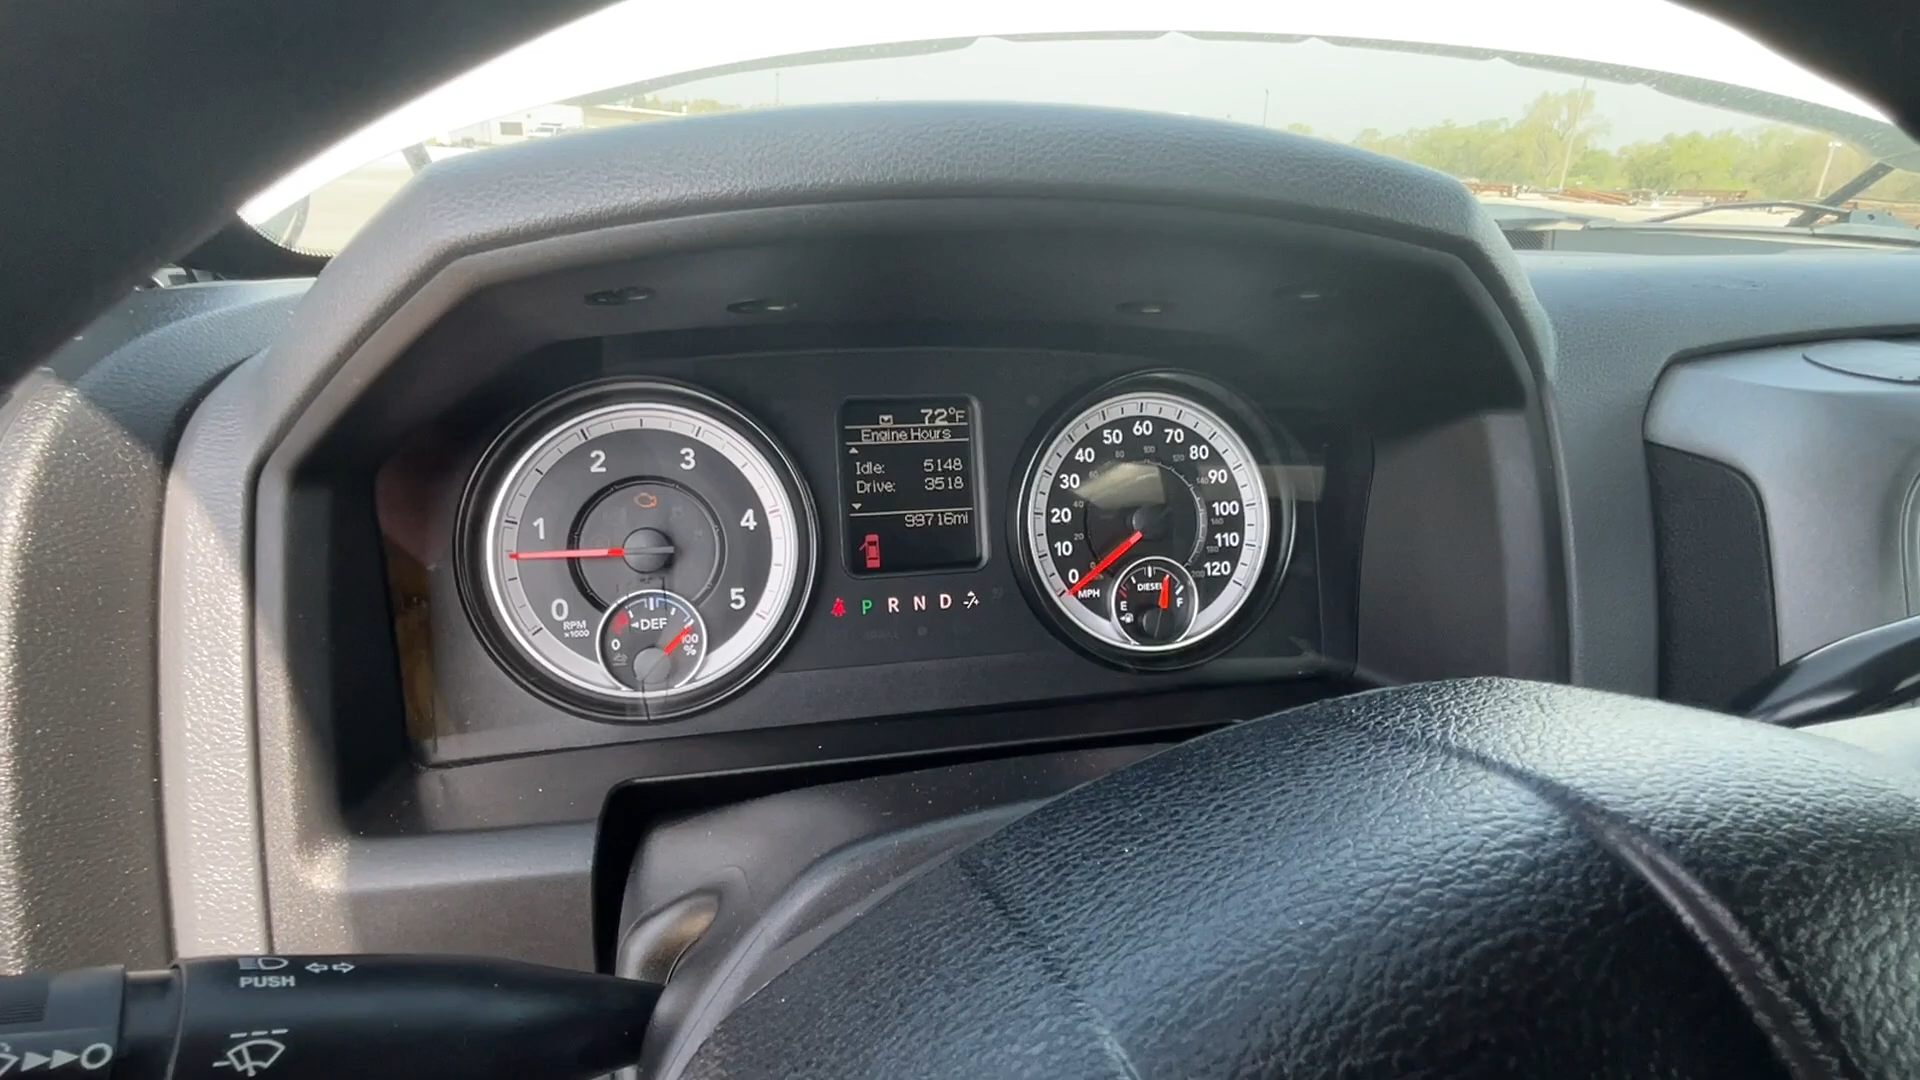 72°F
Engine Hours
Idle: 5148
Drive: 3518
99716mi
P R N D
0
1
2
3
4
5
RPM
x1000
DEF
0
100
%
0
10
20
30
40
50
60
70
80
90
100
110
120
MPH
DIESEL
E
F
PUSH